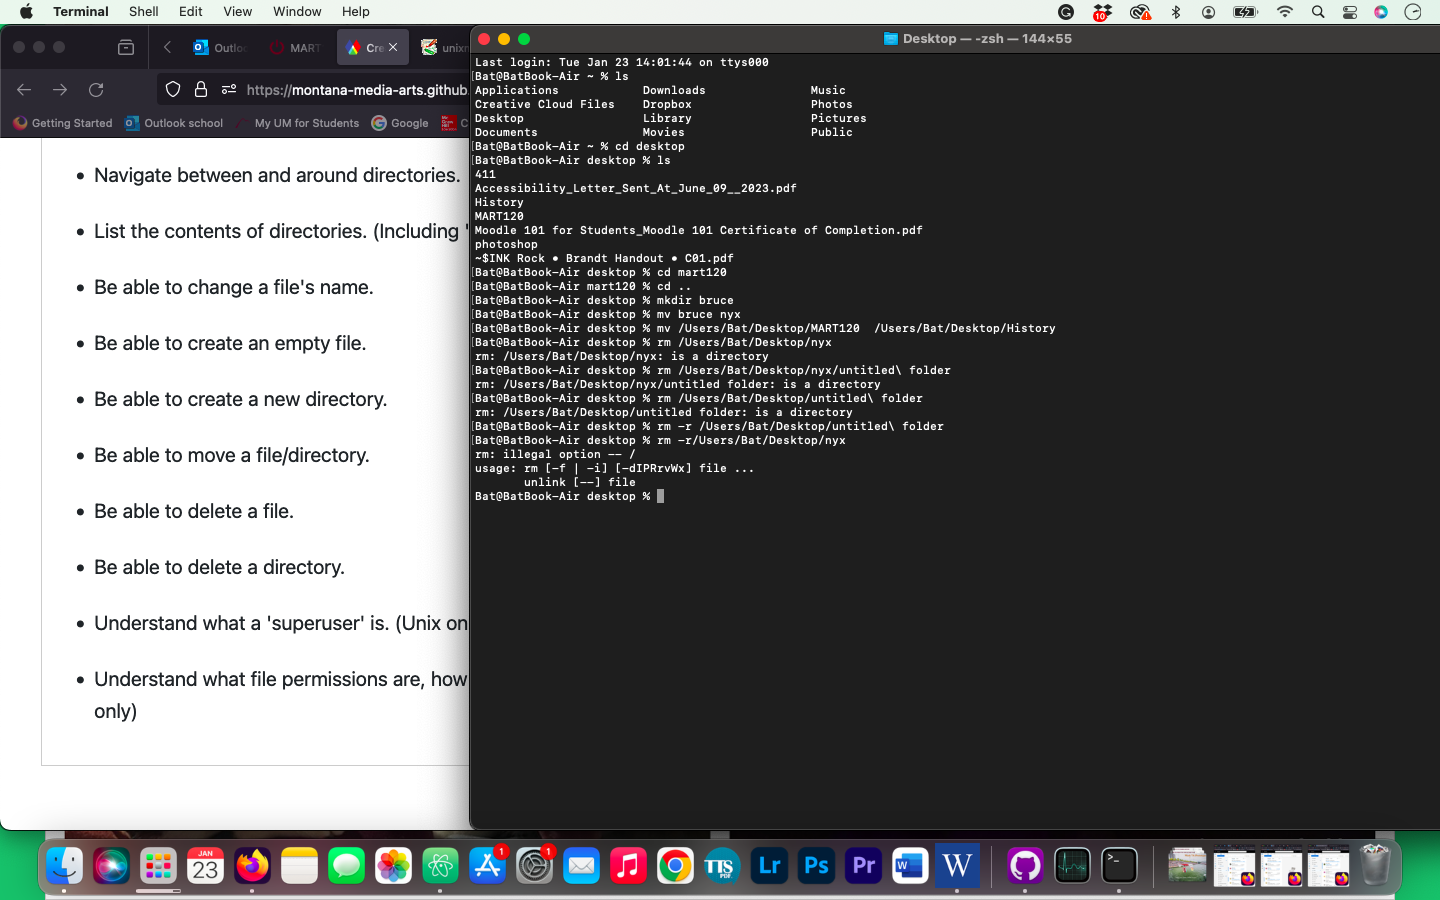 Terminal Shell Edit View Window Help
10
Outlo
MART
Cre
unixn
Desktop — -zsh — 144×55
https://montana-media-arts.github.
Getting Started Outlook school My UM for Students Google C
Navigate between and around directories.
List the contents of directories. (Including '
Be able to change a file's name.
Be able to create an empty file.
Be able to create a new directory.
Be able to move a file/directory.
Be able to delete a file.
Be able to delete a directory.
Understand what a 'superuser' is. (Unix on
Understand what file permissions are, how
only)
Last login: Tue Jan 23 14:01:44 on ttys000
[Bat@BatBook-Air ~ % ls
Applications Downloads Music
Creative Cloud Files Dropbox Photos
Desktop Library Pictures
Documents Movies Public
[Bat@BatBook-Air ~ % cd desktop
[Bat@BatBook-Air desktop % ls
411
Accessibility_Letter_Sent_At_June_09__2023.pdf
History
MART120
Moodle 101 for Students_Moodle 101 Certificate of Completion.pdf
photoshop
~$INK Rock • Brandt Handout • C01.pdf
[Bat@BatBook-Air desktop % cd mart120
[Bat@BatBook-Air mart120 % cd ..
[Bat@BatBook-Air desktop % mkdir bruce
[Bat@BatBook-Air desktop % mv bruce nyx
[Bat@BatBook-Air desktop % mv /Users/Bat/Desktop/MART120  /Users/Bat/Desktop/History
[Bat@BatBook-Air desktop % rm /Users/Bat/Desktop/nyx
rm: /Users/Bat/Desktop/nyx: is a directory
[Bat@BatBook-Air desktop % rm /Users/Bat/Desktop/nyx/untitled\ folder
rm: /Users/Bat/Desktop/nyx/untitled folder: is a directory
[Bat@BatBook-Air desktop % rm /Users/Bat/Desktop/untitled\ folder
rm: /Users/Bat/Desktop/untitled folder: is a directory
[Bat@BatBook-Air desktop % rm -r /Users/Bat/Desktop/untitled\ folder
[Bat@BatBook-Air desktop % rm -r/Users/Bat/Desktop/nyx
rm: illegal option -- /
usage: rm [-f | -i] [-dIPRrvWx] file ...
unlink [--] file
Bat@BatBook-Air desktop %
JAN
23
1
1
TTS
PDF
Lr
Ps
Pr
W
W
>_